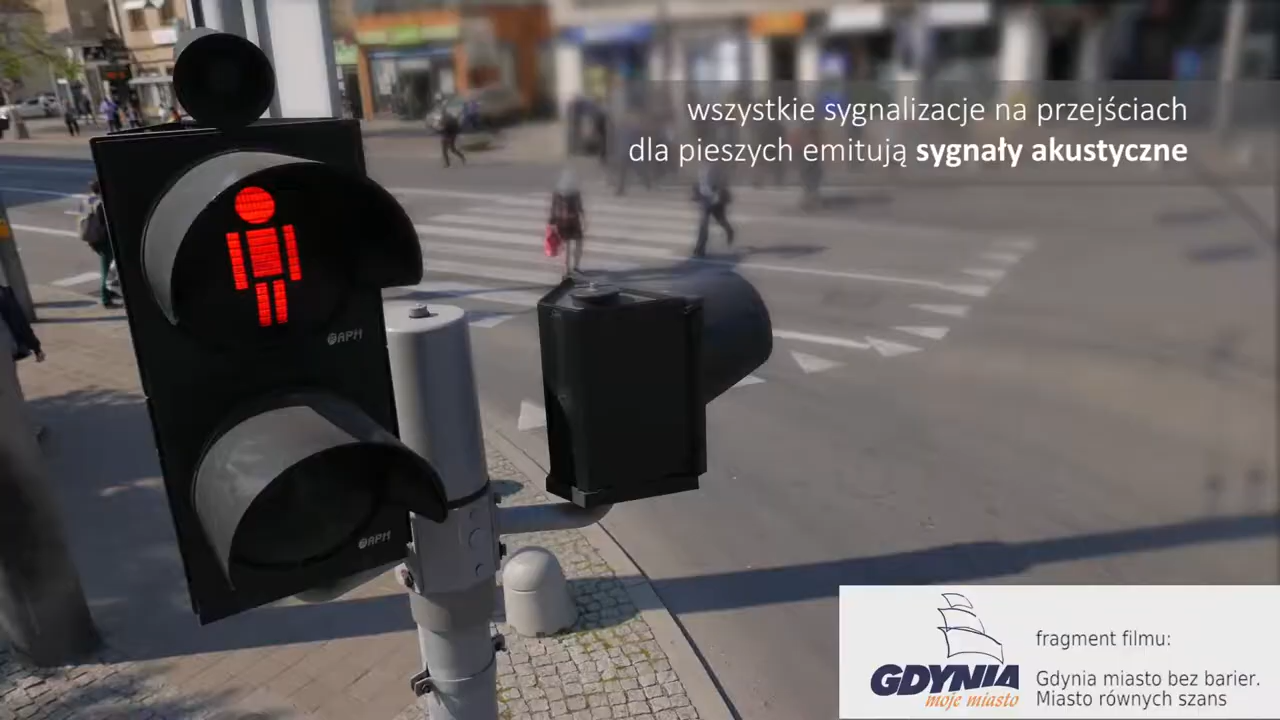 wszystkie sygnalizacje na przejściach
dla pieszych emitują sygnały akustyczne
APM
APM
GDYNIA
moje miasto
fragment filmu:
Gdynia miasto bez barier.
Miasto równych szans